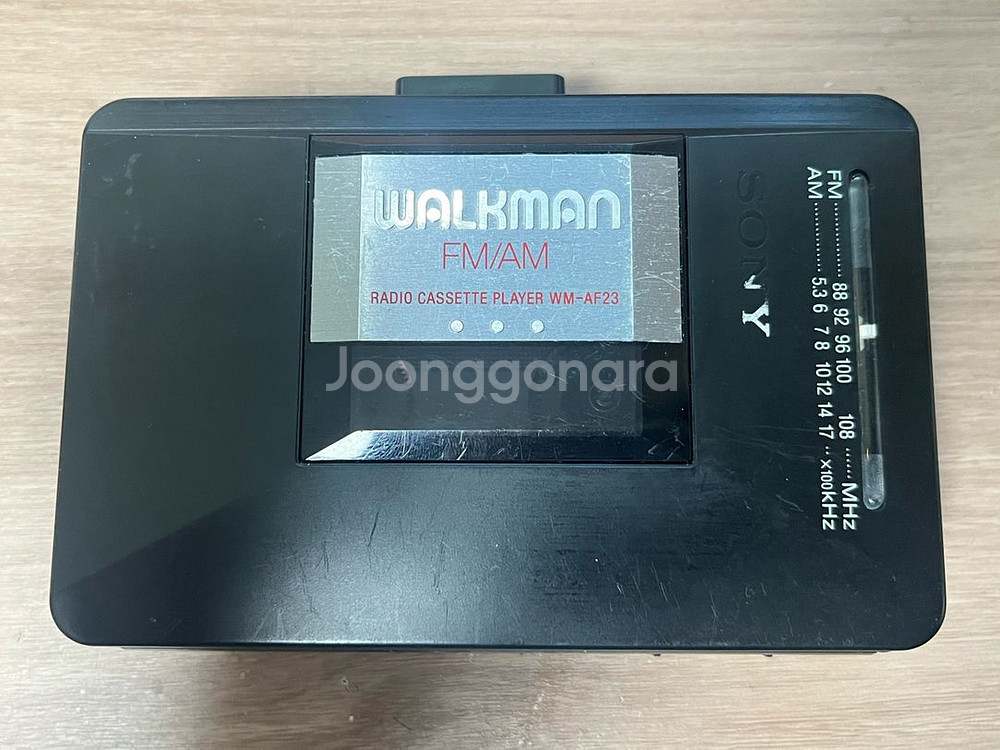 WALKMAN
FM/AM
RADIO CASSETTE PLAYER WM-AF23
Joonggonara
SONY
FM ............... 88 92 96 100 108 ...... MHz
AM ............... 5.3 6 7 8 10 12 14 17 .. X100kHz